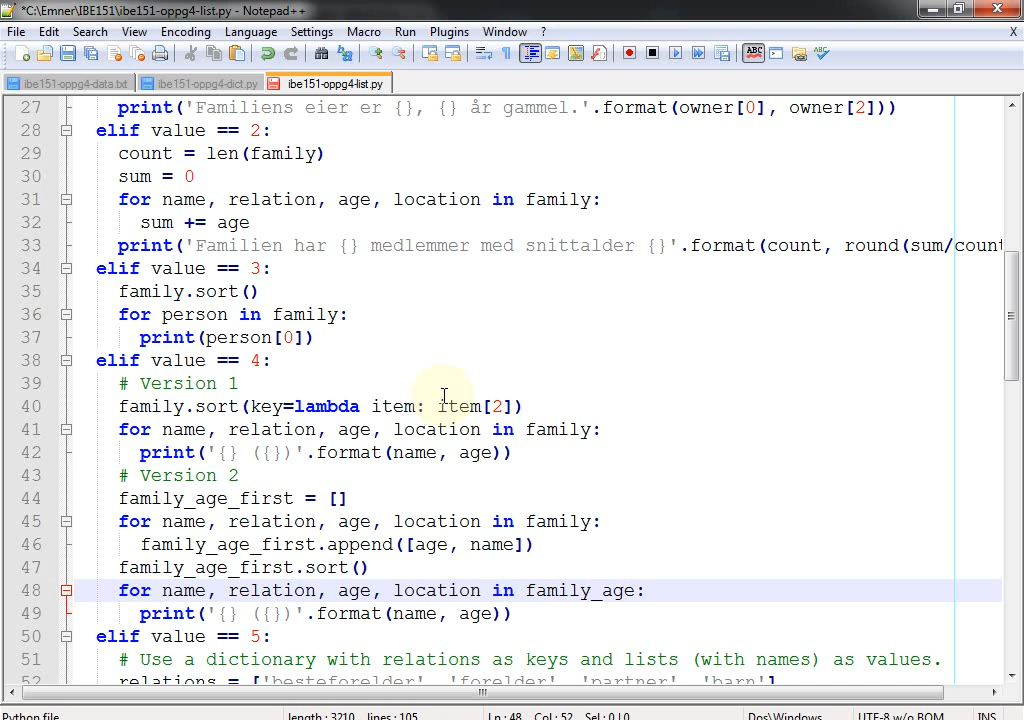 *C:\Emner\IBE151\ibe151-oppg4-list.py - Notepad++
File Edit Search View Encoding Language Settings Macro Run Plugins Window ? X
ibe151-oppg4-data.txt ibe151-oppg4-dict.py ibe151-oppg4-list.py
27 print('Familiens eier er {}, {} år gammel.'.format(owner[0], owner[2]))
28 elif value == 2:
29 count = len(family)
30 sum = 0
31 for name, relation, age, location in family:
32 sum += age
33 print('Familien har {} medlemmer med snittalder {}'.format(count, round(sum/count
34 elif value == 3:
35 family.sort()
36 for person in family:
37 print(person[0])
38 elif value == 4:
39 # Version 1
40 family.sort(key=lambda item: item[2])
41 for name, relation, age, location in family:
42 print('{} ({})'.format(name, age))
43 # Version 2
44 family_age_first = []
45 for name, relation, age, location in family:
46 family_age_first.append([age, name])
47 family_age_first.sort()
48 for name, relation, age, location in family_age:
49 print('{} ({})'.format(name, age))
50 elif value == 5:
51 # Use a dictionary with relations as keys and lists (with names) as values.
52 relations = ['besteforelder', 'forelder', 'partner', 'barn']
Python file length : 3210 lines : 105 Ln : 48 Col : 52 Sel : 0 | 0 Dos\Windows UTF-8 w/o BOM INS